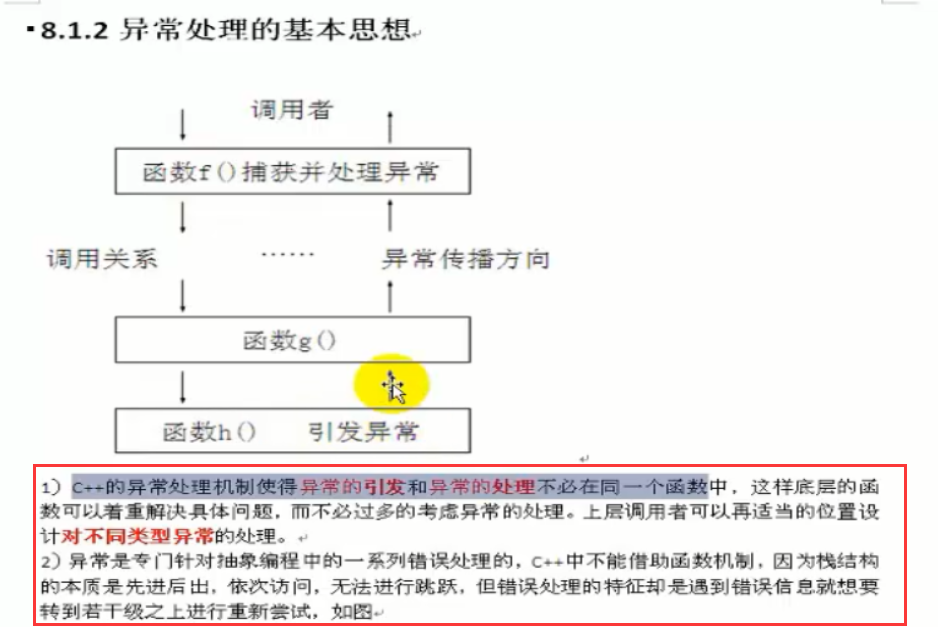 ▪8.1.2 异常处理的基本思想
调用者
函数f()捕获并处理异常
调用关系 …… 异常传播方向
函数g()
函数h() 引发异常
1）C++的异常处理机制使得异常的引发和异常的处理不必在同一个函数中，这样底层的函
数可以着重解决具体问题，而不必过多的考虑异常的处理。上层调用者可以再适当的位置设
计对不同类型异常的处理。
2）异常是专门针对抽象编程中的一系列错误处理的，C++中不能借助函数机制，因为栈结构
的本质是先进后出，依次访问，无法进行跳跃，但错误处理的特征却是遇到错误信息就想要
转到若干级之上进行重新尝试，如图